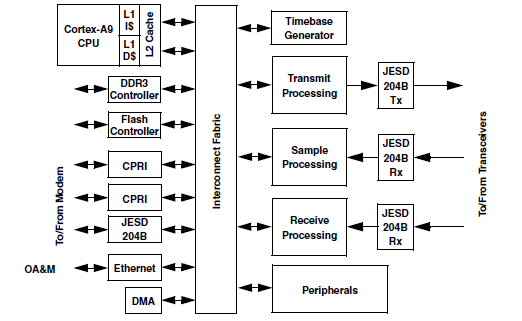 Cortex-A9
CPU
L1
I$
L1
D$
L2 Cache
DDR3
Controller
Flash
Controller
CPRI
CPRI
JESD
204B
Ethernet
DMA
To/From Modem
OA&M
Interconnect Fabric
Timebase
Generator
Transmit
Processing
JESD
204B
Tx
Sample
Processing
JESD
204B
Rx
Receive
Processing
JESD
204B
Rx
Peripherals
To/From Transceivers